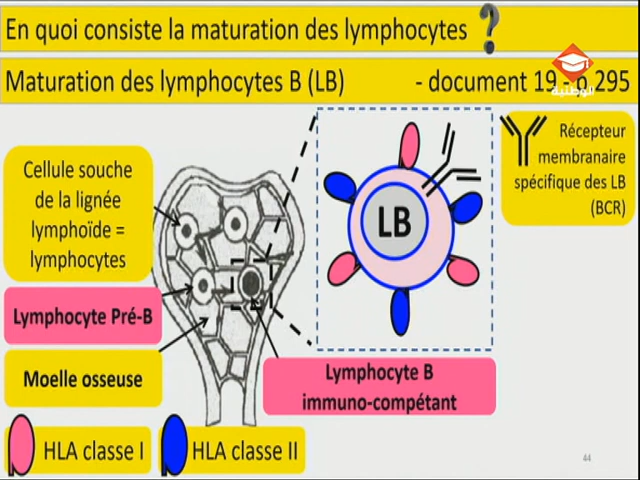 En quoi consiste la maturation des lymphocytes ?
Maturation des lymphocytes B (LB) - document 19 - p.295
الوطنية
Cellule souche
de la lignée
lymphoïde =
lymphocytes
Lymphocyte Pré-B
Moelle osseuse
HLA classe I
HLA classe II
LB
Lymphocyte B
immuno-compétant
Récepteur
membranaire
spécifique des LB
(BCR)
44